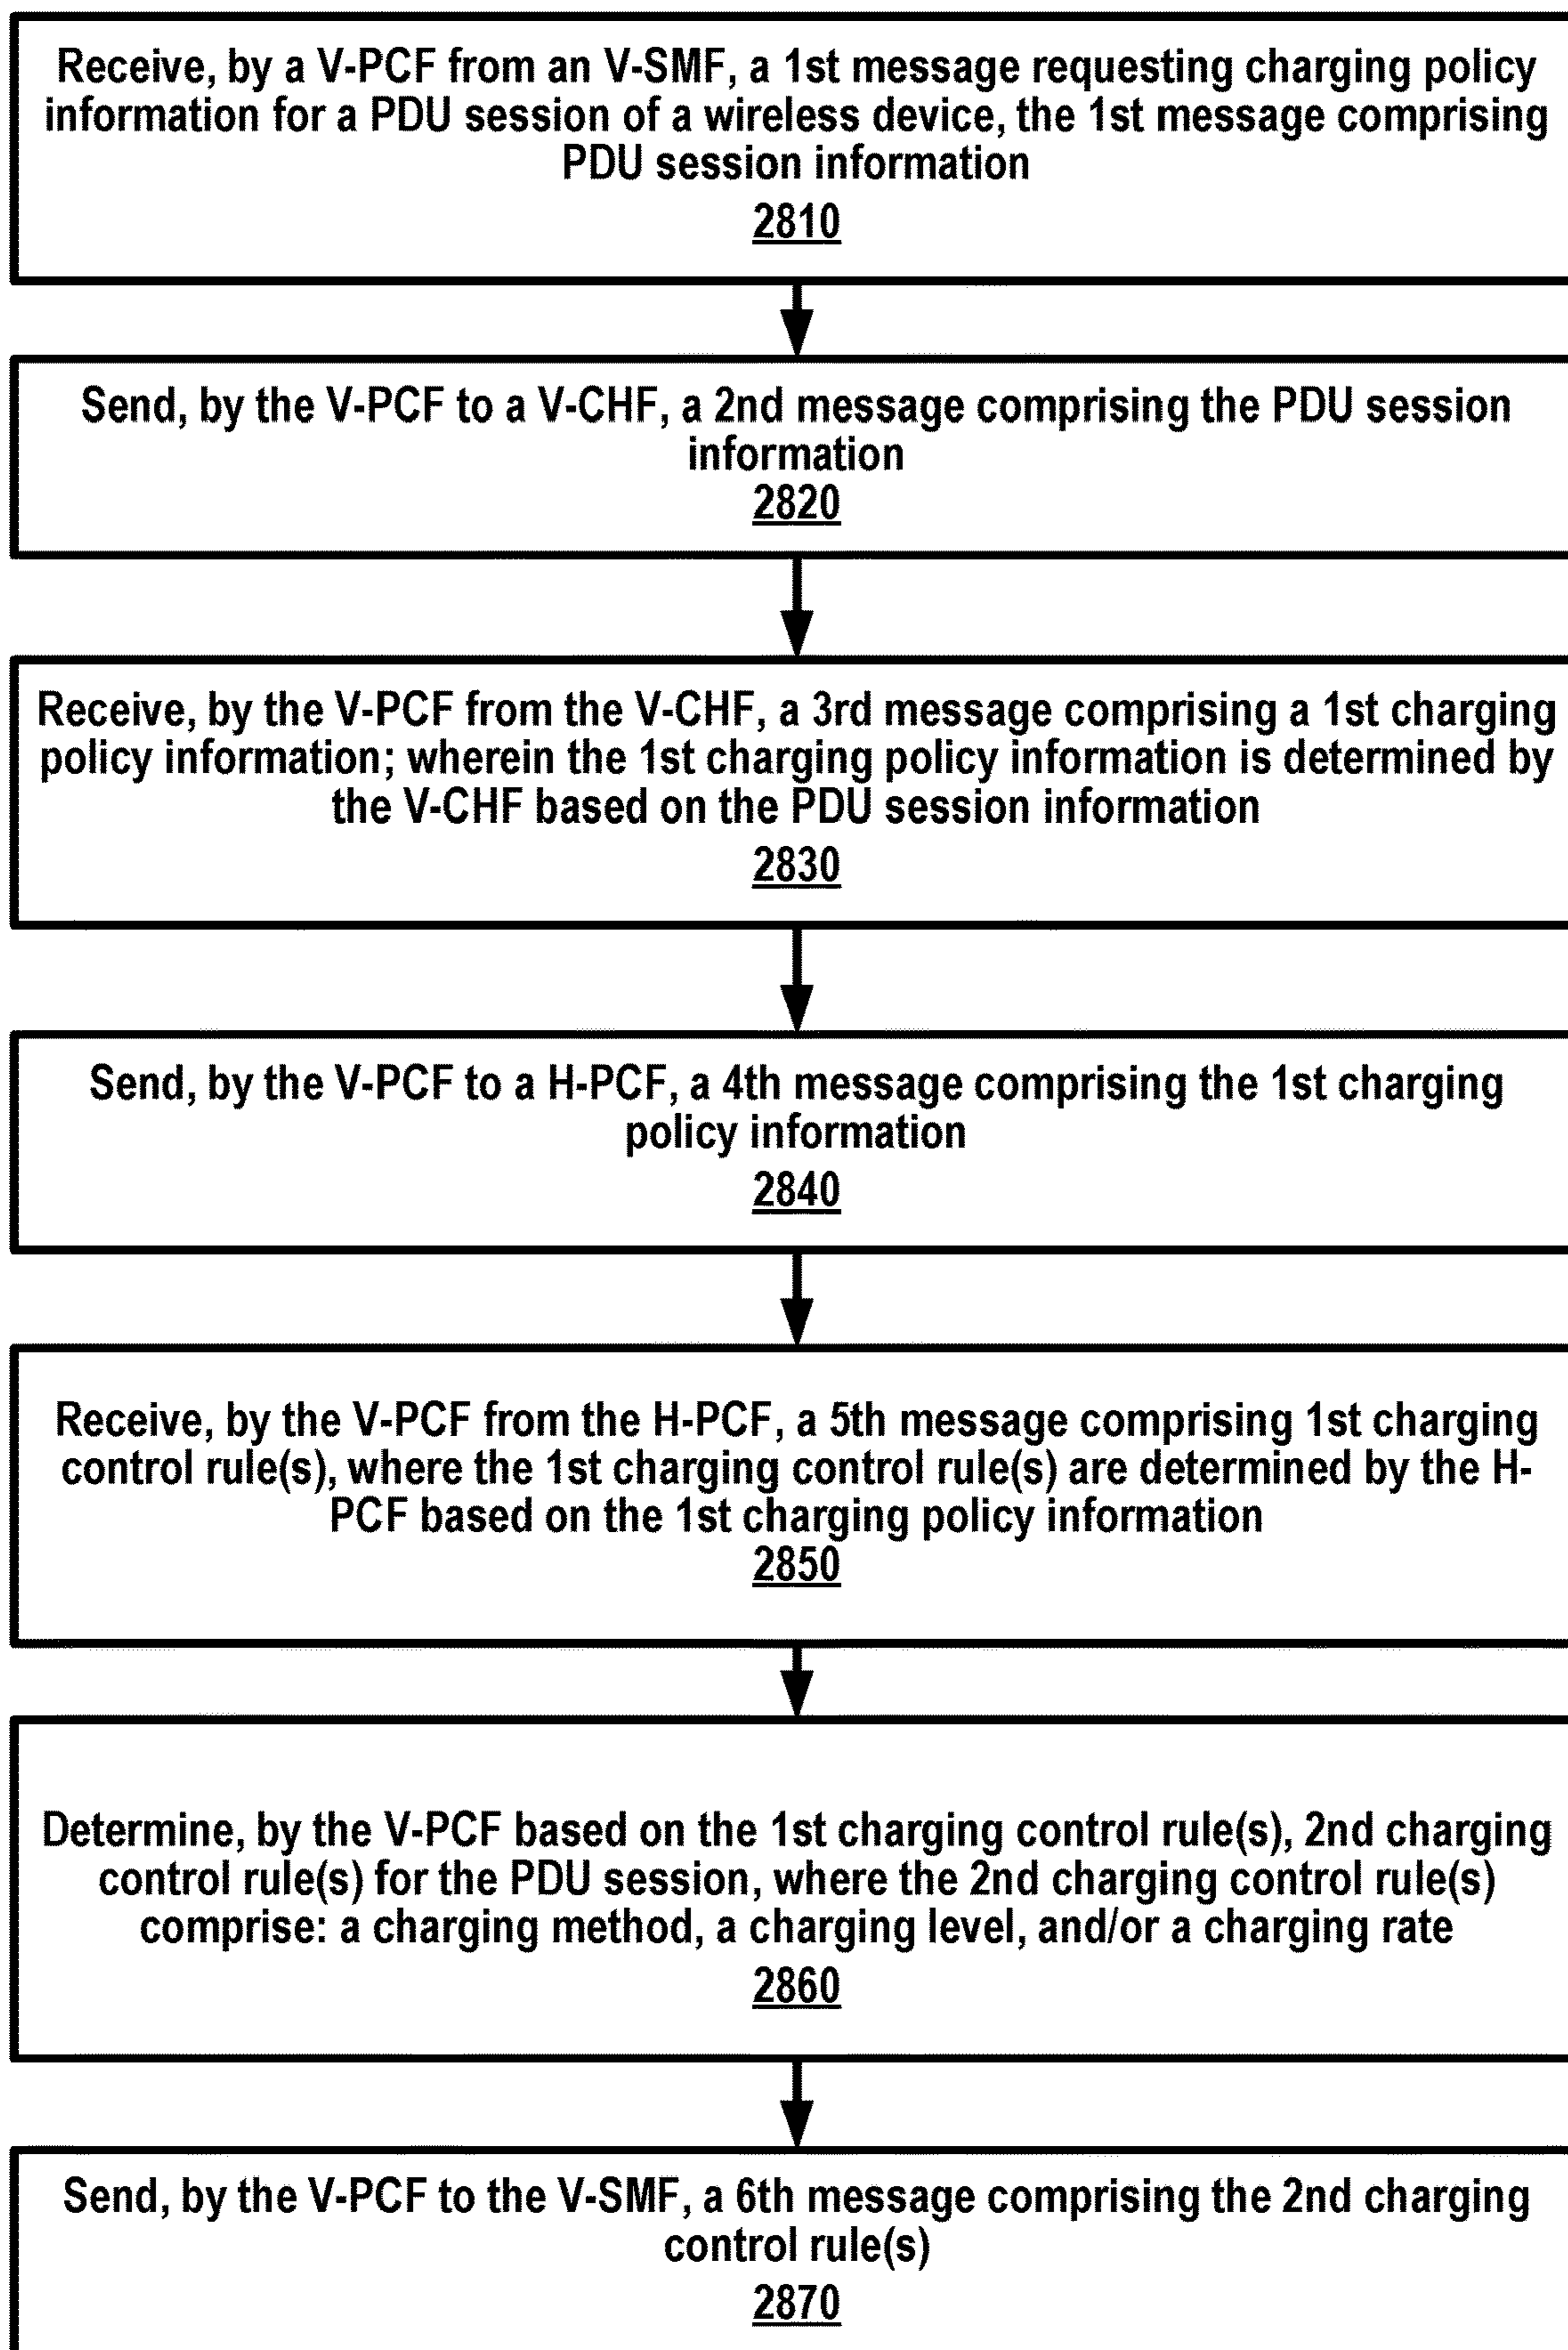 Receive, by a V-PCF from an V-SMF, a 1st message requesting charging policy
information for a PDU session of a wireless device, the 1st message comprising
PDU session information
2810
Send, by the V-PCF to a V-CHF, a 2nd message comprising the PDU session
information
2820
Receive, by the V-PCF from the V-CHF, a 3rd message comprising a 1st charging
policy information; wherein the 1st charging policy information is determined by
the V-CHF based on the PDU session information
2830
Send, by the V-PCF to a H-PCF, a 4th message comprising the 1st charging
policy information
2840
Receive, by the V-PCF from the H-PCF, a 5th message comprising 1st charging
control rule(s), where the 1st charging control rule(s) are determined by the H-
PCF based on the 1st charging policy information
2850
Determine, by the V-PCF based on the 1st charging control rule(s), 2nd charging
control rule(s) for the PDU session, where the 2nd charging control rule(s)
comprise: a charging method, a charging level, and/or a charging rate
2860
Send, by the V-PCF to the V-SMF, a 6th message comprising the 2nd charging
control rule(s)
2870